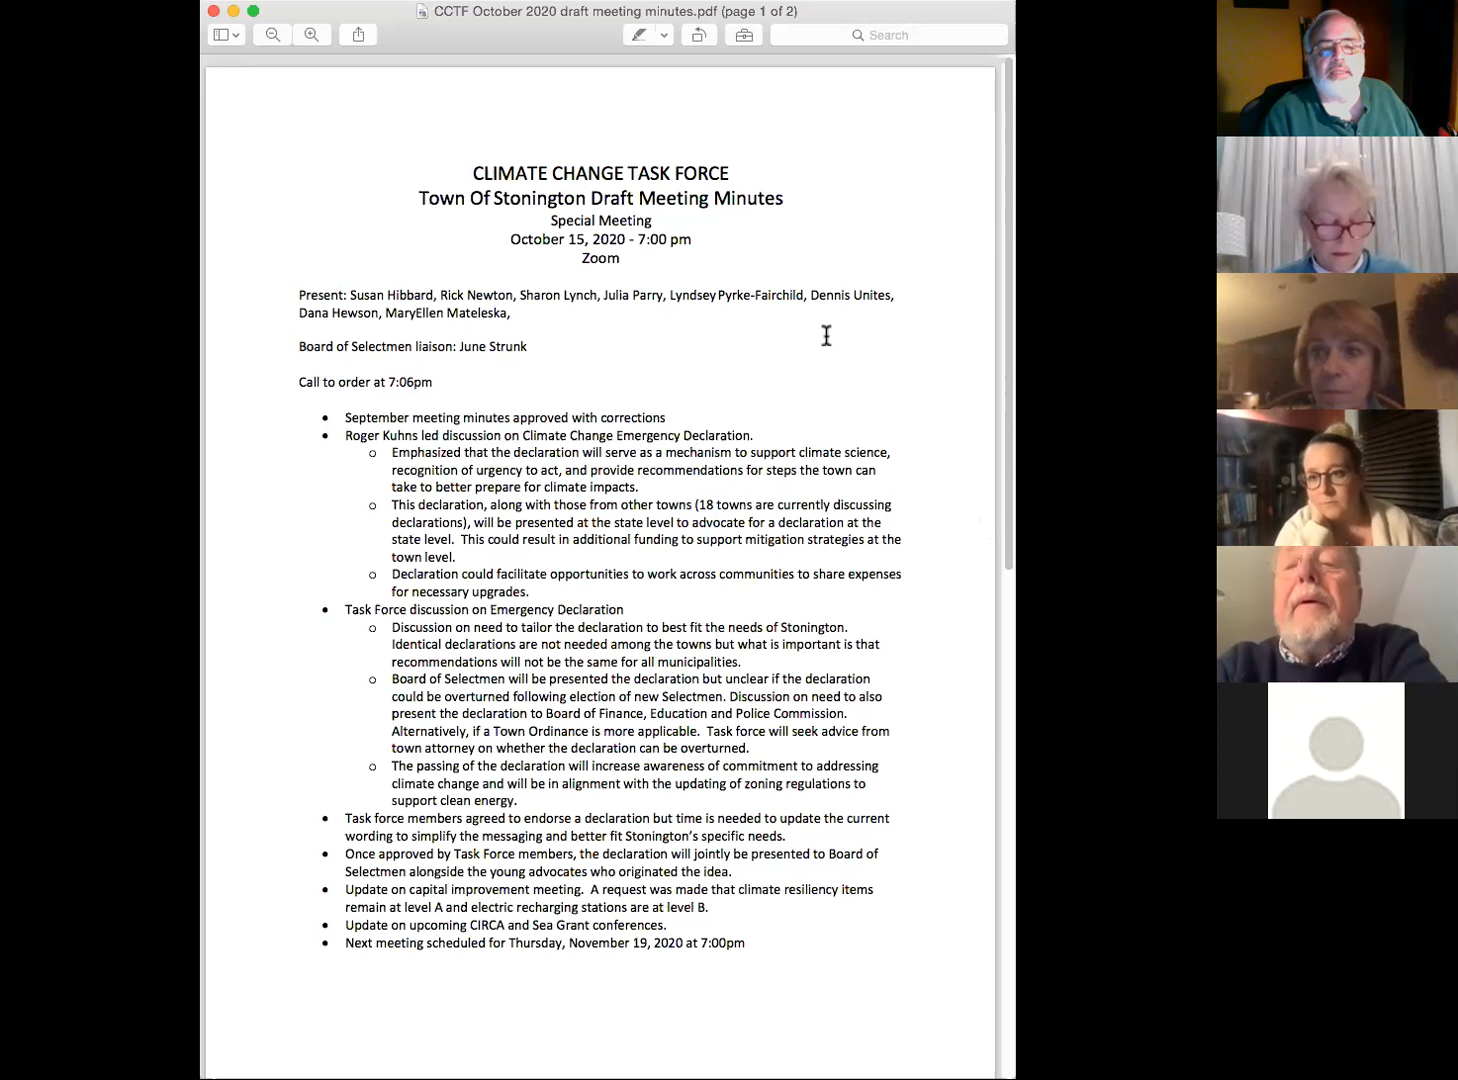 CCTF October 2020 draft meeting minutes.pdf (page 1 of 2)
Search
CLIMATE CHANGE TASK FORCE
Town Of Stonington Draft Meeting Minutes
Special Meeting
October 15, 2020 - 7:00 pm
Zoom
Present: Susan Hibbard, Rick Newton, Sharon Lynch, Julia Parry, Lyndsey Pyrke-Fairchild, Dennis Unites,
Dana Hewson, MaryEllen Mateleska,
Board of Selectmen liaison: June Strunk
Call to order at 7:06pm
• September meeting minutes approved with corrections
• Roger Kuhns led discussion on Climate Change Emergency Declaration.
o Emphasized that the declaration will serve as a mechanism to support climate science,
recognition of urgency to act, and provide recommendations for steps the town can
take to better prepare for climate impacts.
o This declaration, along with those from other towns (18 towns are currently discussing
declarations), will be presented at the state level to advocate for a declaration at the
state level.  This could result in additional funding to support mitigation strategies at the
town level.
o Declaration could facilitate opportunities to work across communities to share expenses
for necessary upgrades.
• Task Force discussion on Emergency Declaration
o Discussion on need to tailor the declaration to best fit the needs of Stonington.
Identical declarations are not needed among the towns but what is important is that
recommendations will not be the same for all municipalities.
o Board of Selectmen will be presented the declaration but unclear if the declaration
could be overturned following election of new Selectmen. Discussion on need to also
present the declaration to Board of Finance, Education and Police Commission.
Alternatively, if a Town Ordinance is more applicable.  Task force will seek advice from
town attorney on whether the declaration can be overturned.
o The passing of the declaration will increase awareness of commitment to addressing
climate change and will be in alignment with the updating of zoning regulations to
support clean energy.
• Task force members agreed to endorse a declaration but time is needed to update the current
wording to simplify the messaging and better fit Stonington’s specific needs.
• Once approved by Task Force members, the declaration will jointly be presented to Board of
Selectmen alongside the young advocates who originated the idea.
• Update on capital improvement meeting.  A request was made that climate resiliency items
remain at level A and electric recharging stations are at level B.
• Update on upcoming CIRCA and Sea Grant conferences.
• Next meeting scheduled for Thursday, November 19, 2020 at 7:00pm